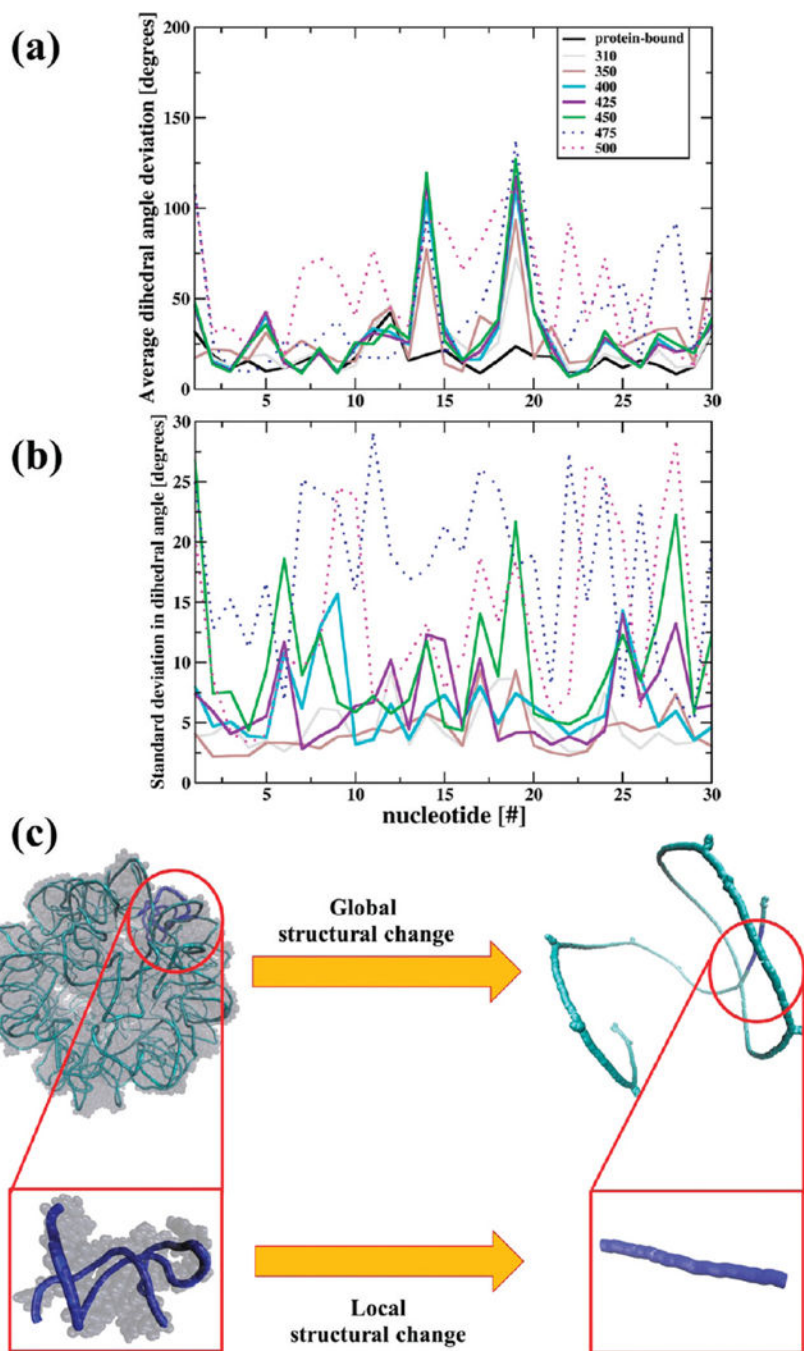 (a)
Average dihedral angle deviation [degrees]
200
150
100
50
0
protein-bound
310
350
400
425
450
475
500
5
10
15
20
25
30
(b)
Standard deviation in dihedral angle [degrees]
30
25
20
15
10
5
0
5
10
15
20
25
30
nucleotide [#]
(c)
Global
structural change
Local
structural change